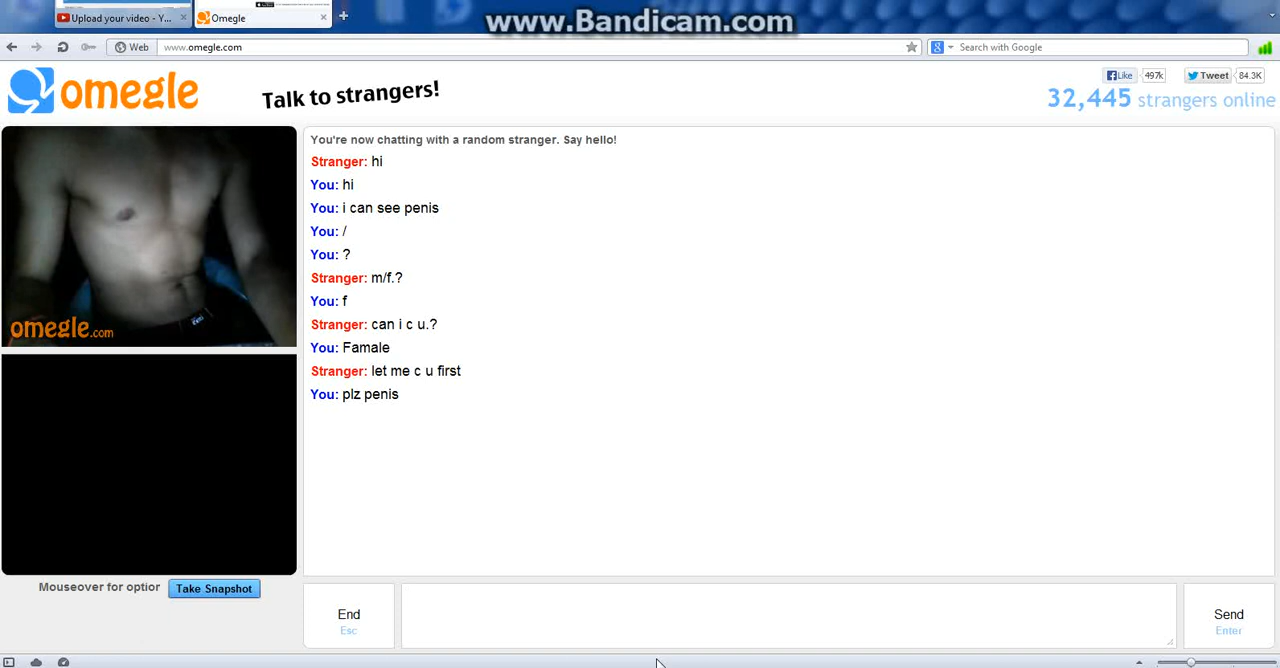 www.Bandicam.com
Upload your video - Y...
Omegle
Web
www.omegle.com
Search with Google
omegle
Talk to strangers!
Like
497k
Tweet
84.3K
32,445 strangers online
You're now chatting with a random stranger. Say hello!
Stranger: hi
You: hi
You: i can see penis
You: /
You: ?
Stranger: m/f.?
You: f
Stranger: can i c u.?
You: Famale
Stranger: let me c u first
You: plz penis
omegle.com
Mouseover for optior
Take Snapshot
End
Esc
Send
Enter